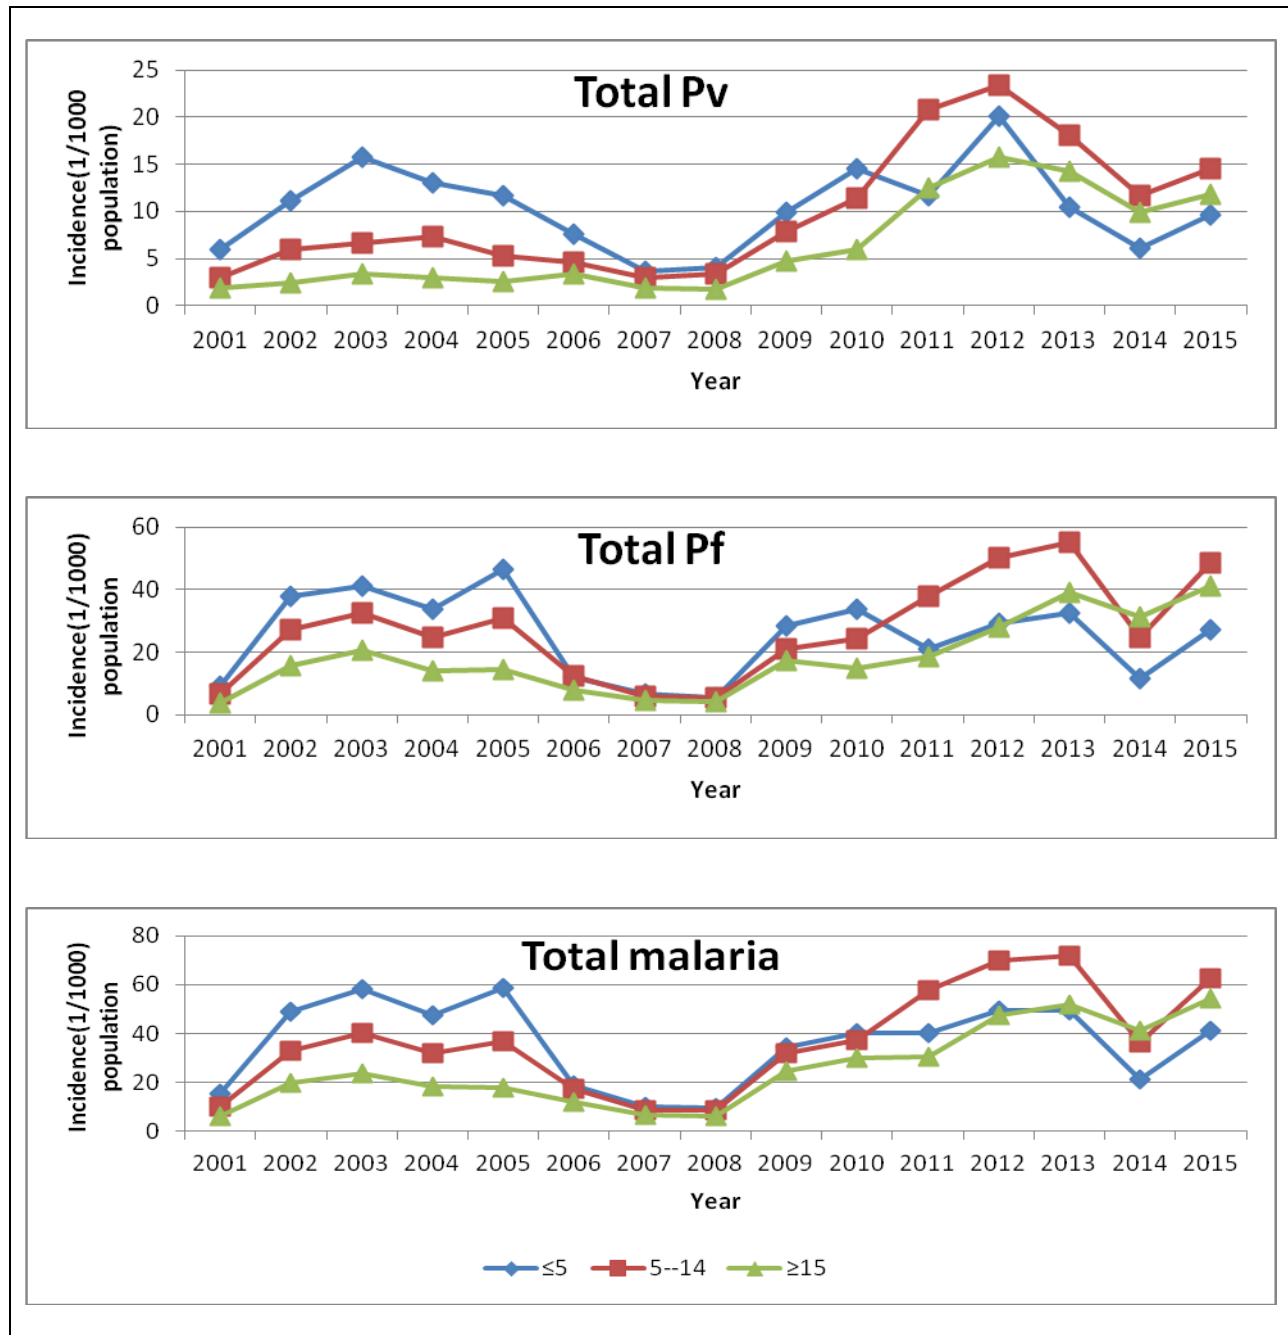 Total Pv
Incidence(1/1000
population)
25
20
15
10
5
0
2001 2002 2003 2004 2005 2006 2007 2008 2009 2010 2011 2012 2013 2014 2015
Year
Total Pf
Incidence(1/1000)
population
60
40
20
0
2001 2002 2003 2004 2005 2006 2007 2008 2009 2010 2011 2012 2013 2014 2015
Year
Total malaria
Incidence(1/1000)
population
80
60
40
20
0
2001 2002 2003 2004 2005 2006 2007 2008 2009 2010 2011 2012 2013 2014 2015
Year
≤5 5--14 ≥15